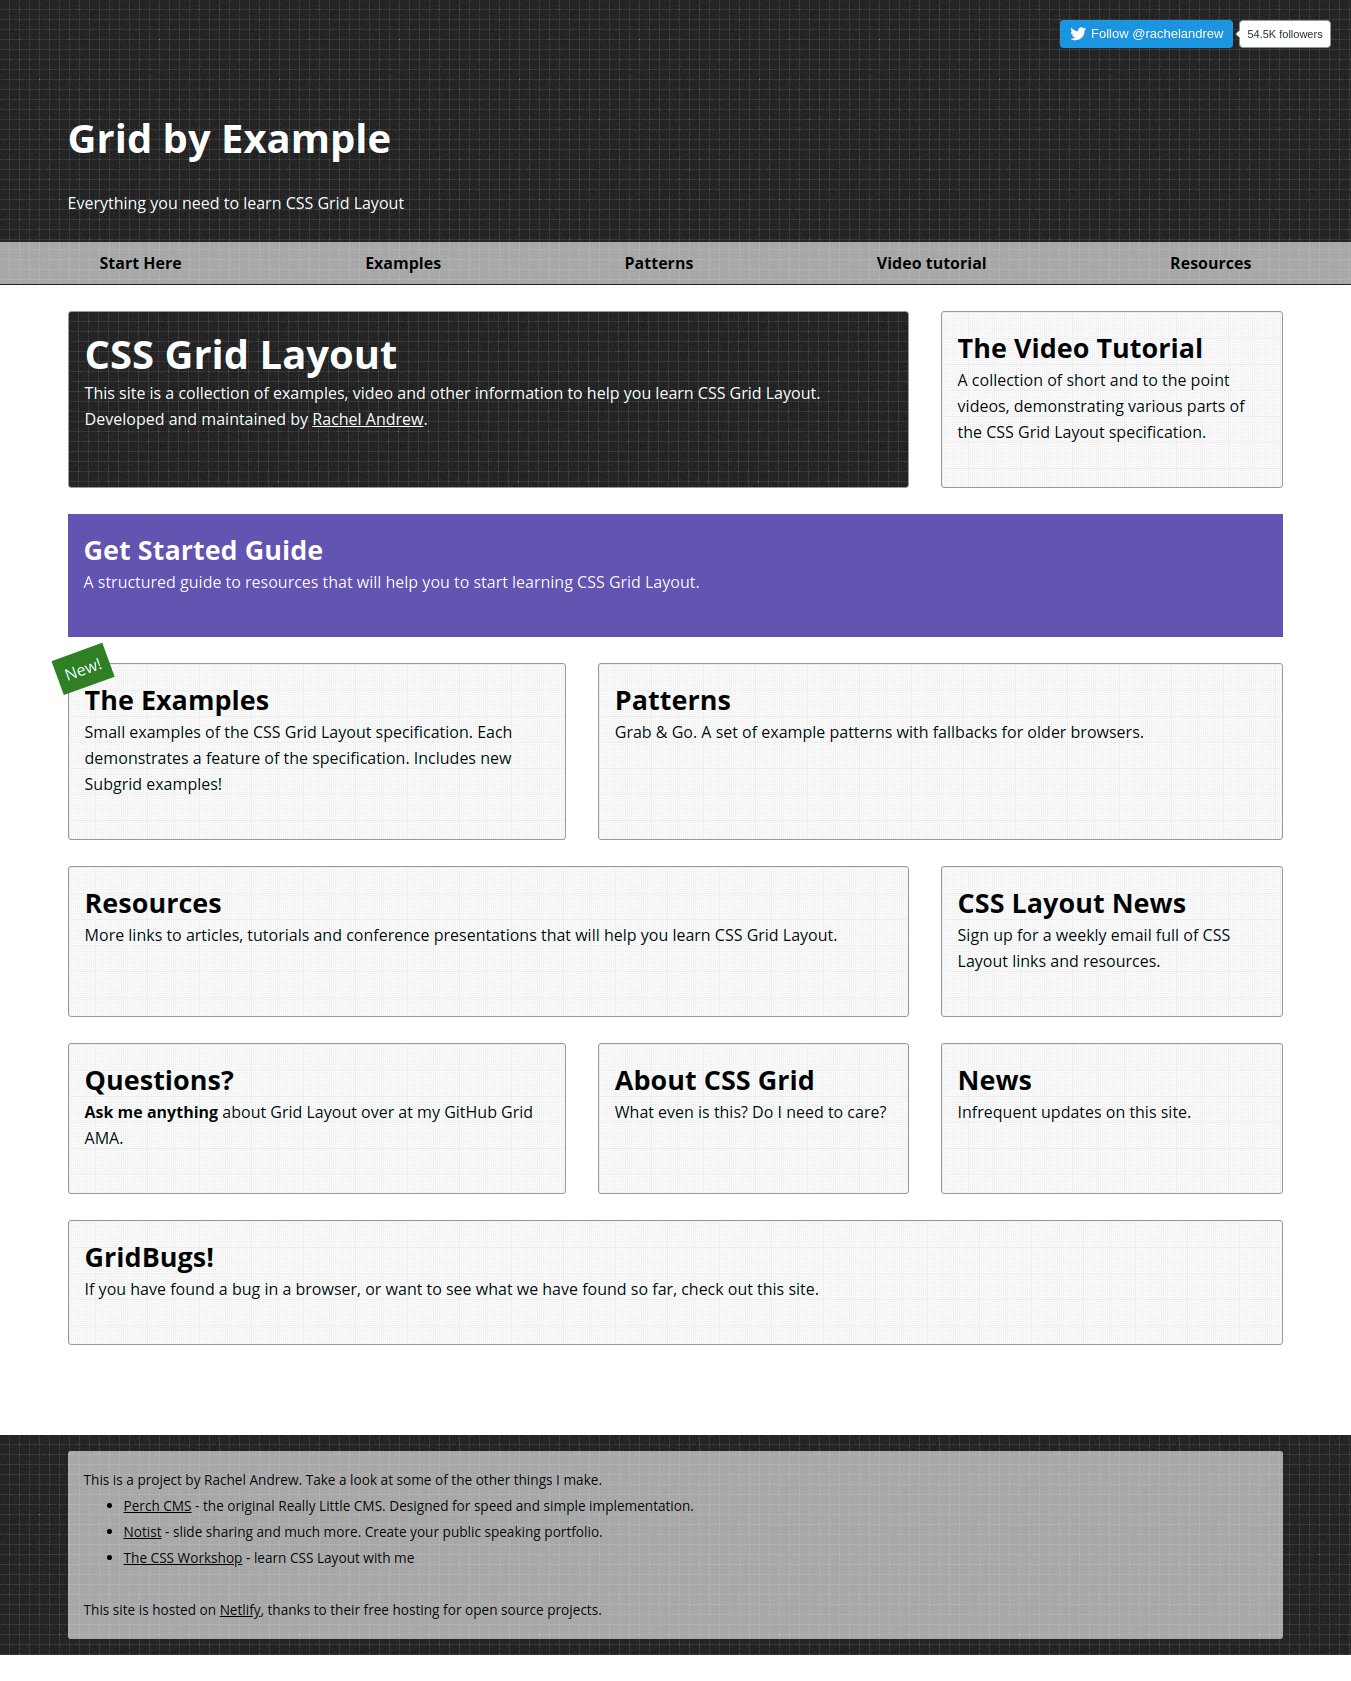 Follow @rachelandrew
54.5K followers
Grid by Example
Everything you need to learn CSS Grid Layout
Start Here
Examples
Patterns
Video tutorial
Resources
CSS Grid Layout
This site is a collection of examples, video and other information to help you learn CSS Grid Layout.
Developed and maintained by Rachel Andrew.
The Video Tutorial
A collection of short and to the point
videos, demonstrating various parts of
the CSS Grid Layout specification.
Get Started Guide
A structured guide to resources that will help you to start learning CSS Grid Layout.
New!
The Examples
Small examples of the CSS Grid Layout specification. Each
demonstrates a feature of the specification. Includes new
Subgrid examples!
Patterns
Grab & Go. A set of example patterns with fallbacks for older browsers.
Resources
More links to articles, tutorials and conference presentations that will help you learn CSS Grid Layout.
CSS Layout News
Sign up for a weekly email full of CSS
Layout links and resources.
Questions?
Ask me anything about Grid Layout over at my GitHub Grid
AMA.
About CSS Grid
What even is this? Do I need to care?
News
Infrequent updates on this site.
GridBugs!
If you have found a bug in a browser, or want to see what we have found so far, check out this site.
This is a project by Rachel Andrew. Take a look at some of the other things I make.
• Perch CMS - the original Really Little CMS. Designed for speed and simple implementation.
• Notist - slide sharing and much more. Create your public speaking portfolio.
• The CSS Workshop - learn CSS Layout with me
This site is hosted on Netlify, thanks to their free hosting for open source projects.